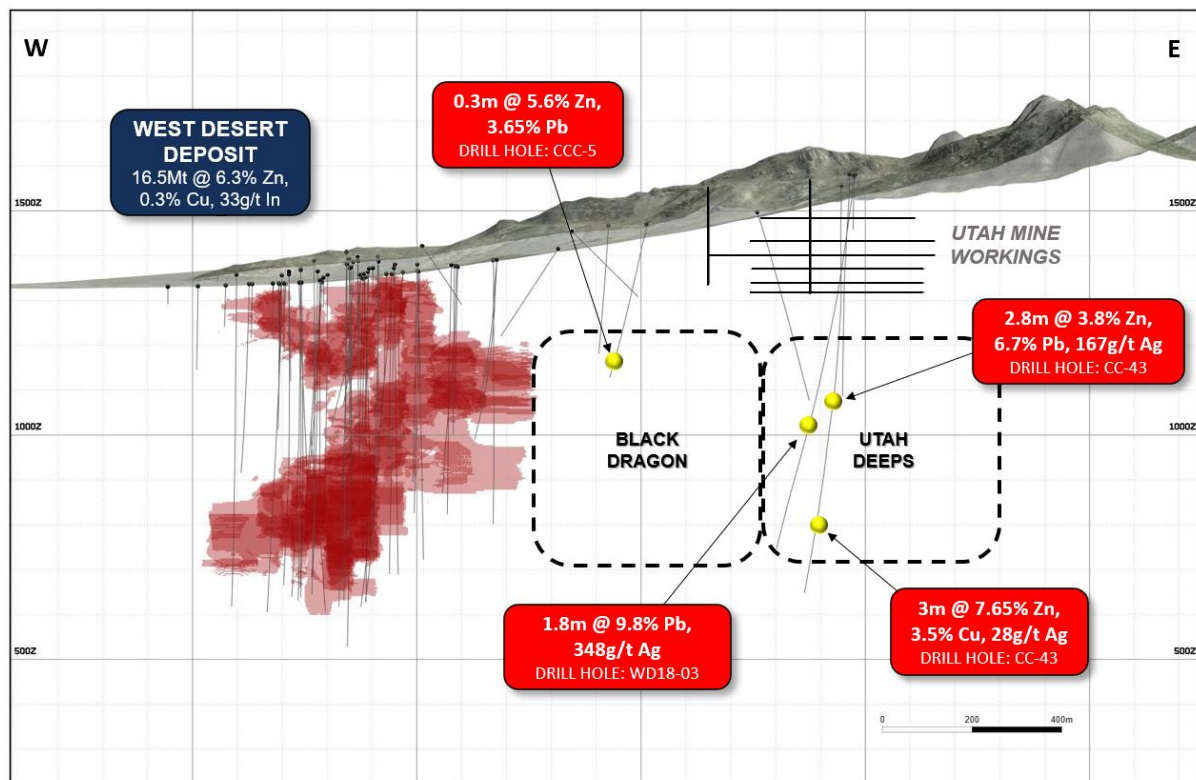 W
E
WEST DESERT
DEPOSIT
16.5Mt @ 6.3% Zn,
0.3% Cu, 33g/t In
0.3m @ 5.6% Zn,
3.65% Pb
DRILL HOLE: CCC-5
1500Z
1500Z
UTAH MINE
WORKINGS
2.8m @ 3.8% Zn,
6.7% Pb, 167g/t Ag
DRILL HOLE: CC-43
1000Z
1000Z
BLACK
DRAGON
UTAH
DEEPS
1.8m @ 9.8% Pb,
348g/t Ag
DRILL HOLE: WD18-03
3m @ 7.65% Zn,
3.5% Cu, 28g/t Ag
DRILL HOLE: CC-43
500Z
500Z
0 200 400m